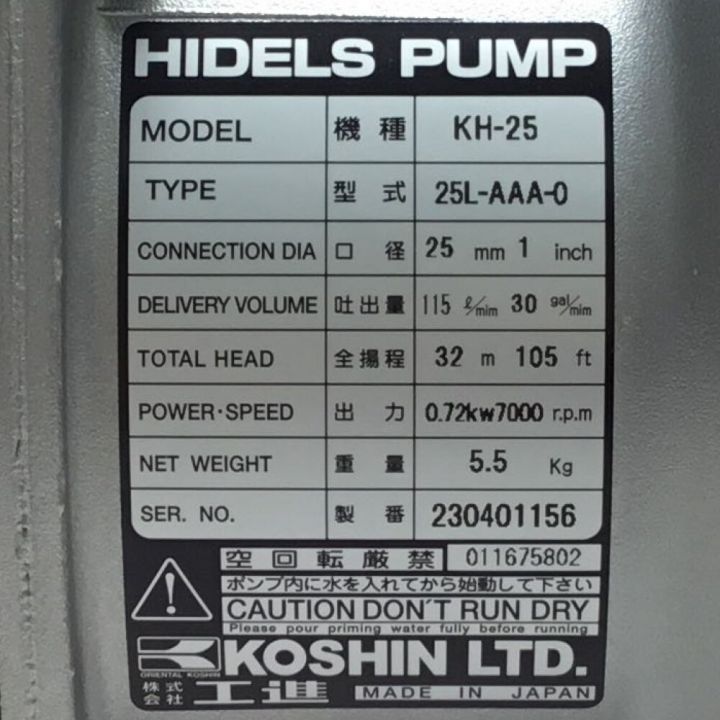 HIDELS PUMP
MODEL 機種 KH-25
TYPE 型式 25L-AAA-0
CONNECTION DIA 口径 25 mm 1 inch
DELIVERY VOLUME 吐出量 115 ℓ/mim 30 gal/mim
TOTAL HEAD 全揚程 32 m 105 ft
POWER·SPEED 出力 0.72kw7000 r.p.m
NET WEIGHT 重量 5.5 Kg
SER. NO. 製番 230401156
空回転厳禁 011675802
ポンプ内に水を入れてから始動して下さい
CAUTION DON'T RUN DRY
Please pour priming water fully before running
ORIENTAL KOSHIN KOSHIN LTD.
株式会社 工進 MADE IN JAPAN